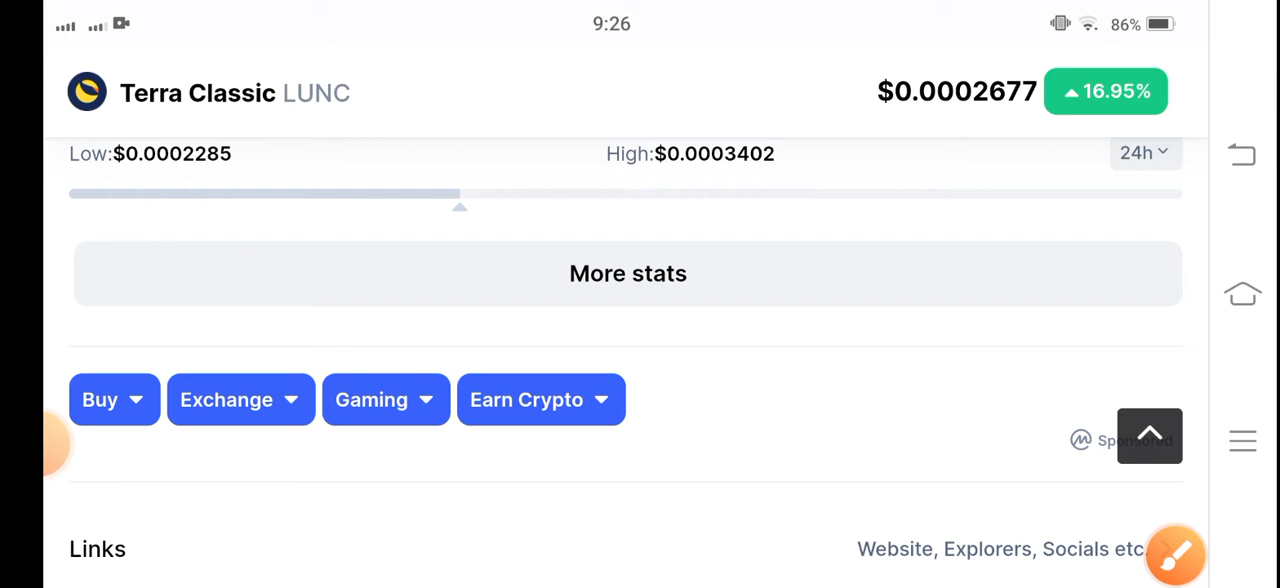 9:26
86%
Terra Classic LUNC
$0.0002677 16.95%
Low:$0.0002285 High:$0.0003402 24h
More stats
Buy Exchange Gaming Earn Crypto
Sponsored
Links Website, Explorers, Socials etc.